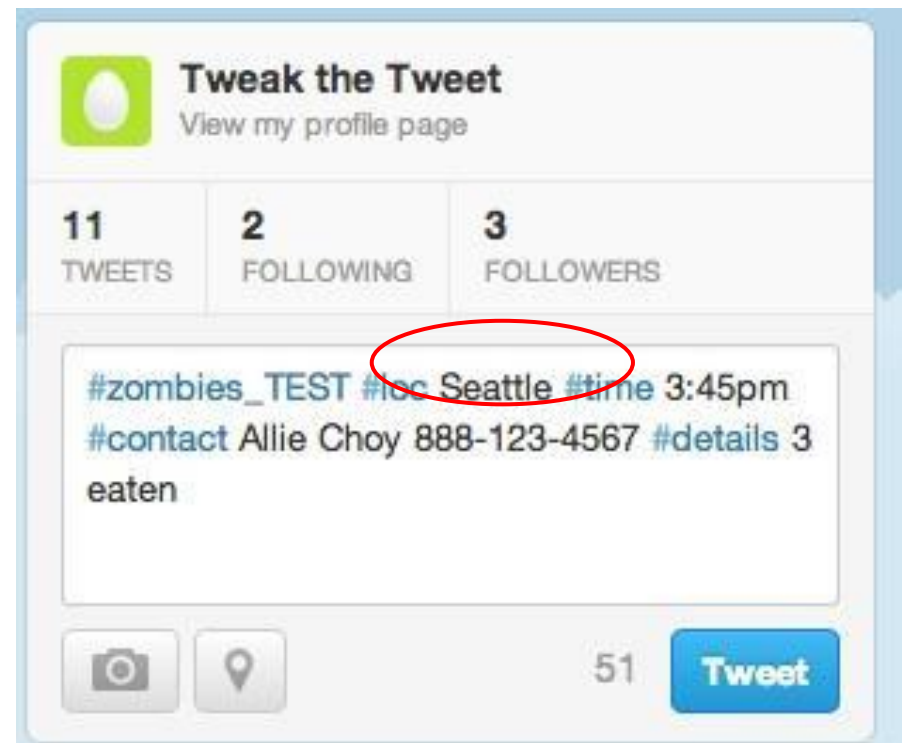 Tweak the Tweet
View my profile page
11 2 3
TWEETS FOLLOWING FOLLOWERS
#zombies_TEST #loc Seattle #time 3:45pm
#contact Allie Choy 888-123-4567 #details 3
eaten
51 Tweet